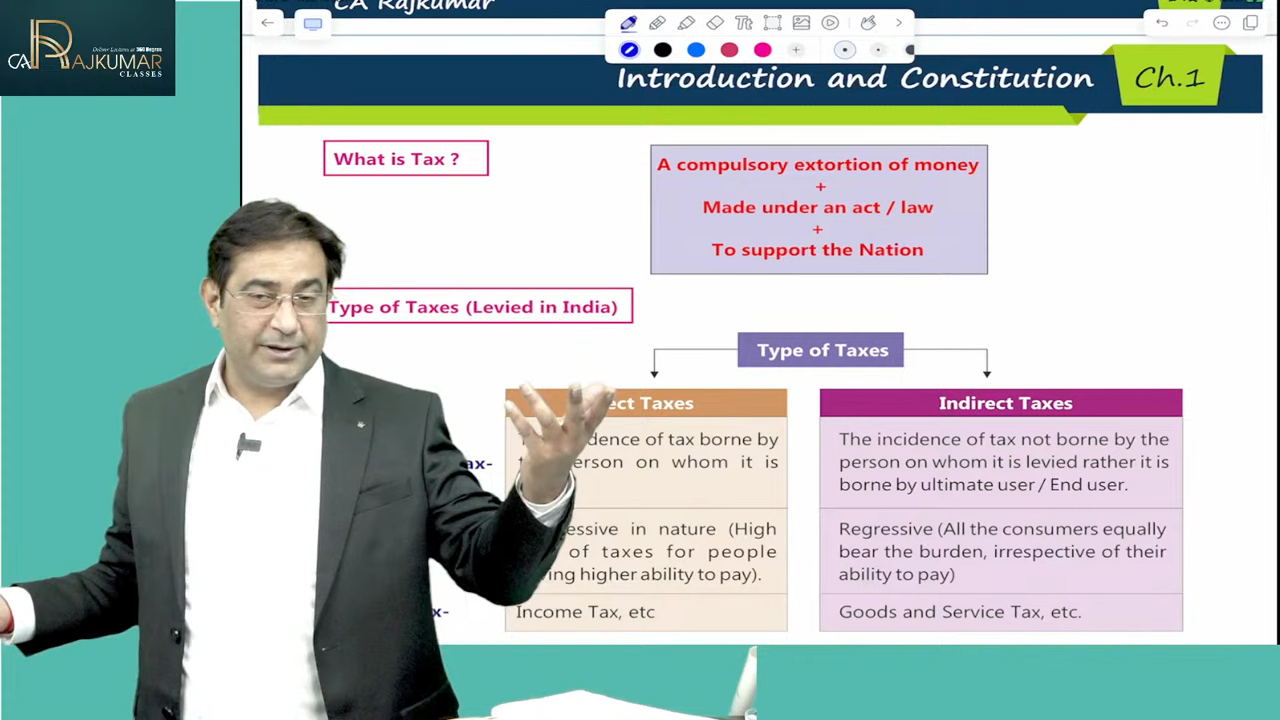 CA Rajkumar
Deliver Lectures at 360 Degree
CA RAJKUMAR
CLASSES
Tt
Introduction and Constitution
Ch.1
What is Tax ?
A compulsory extortion of money
+
Made under an act / law
+
To support the Nation
Type of Taxes (Levied in India)
Type of Taxes
ect Taxes
dence of tax borne by
erson on whom it is
essive in nature (High
of taxes for people
ing higher ability to pay).
Income Tax, etc
Indirect Taxes
The incidence of tax not borne by the
person on whom it is levied rather it is
borne by ultimate user / End user.
Regressive (All the consumers equally
bear the burden, irrespective of their
ability to pay)
Goods and Service Tax, etc.
ax-
x-